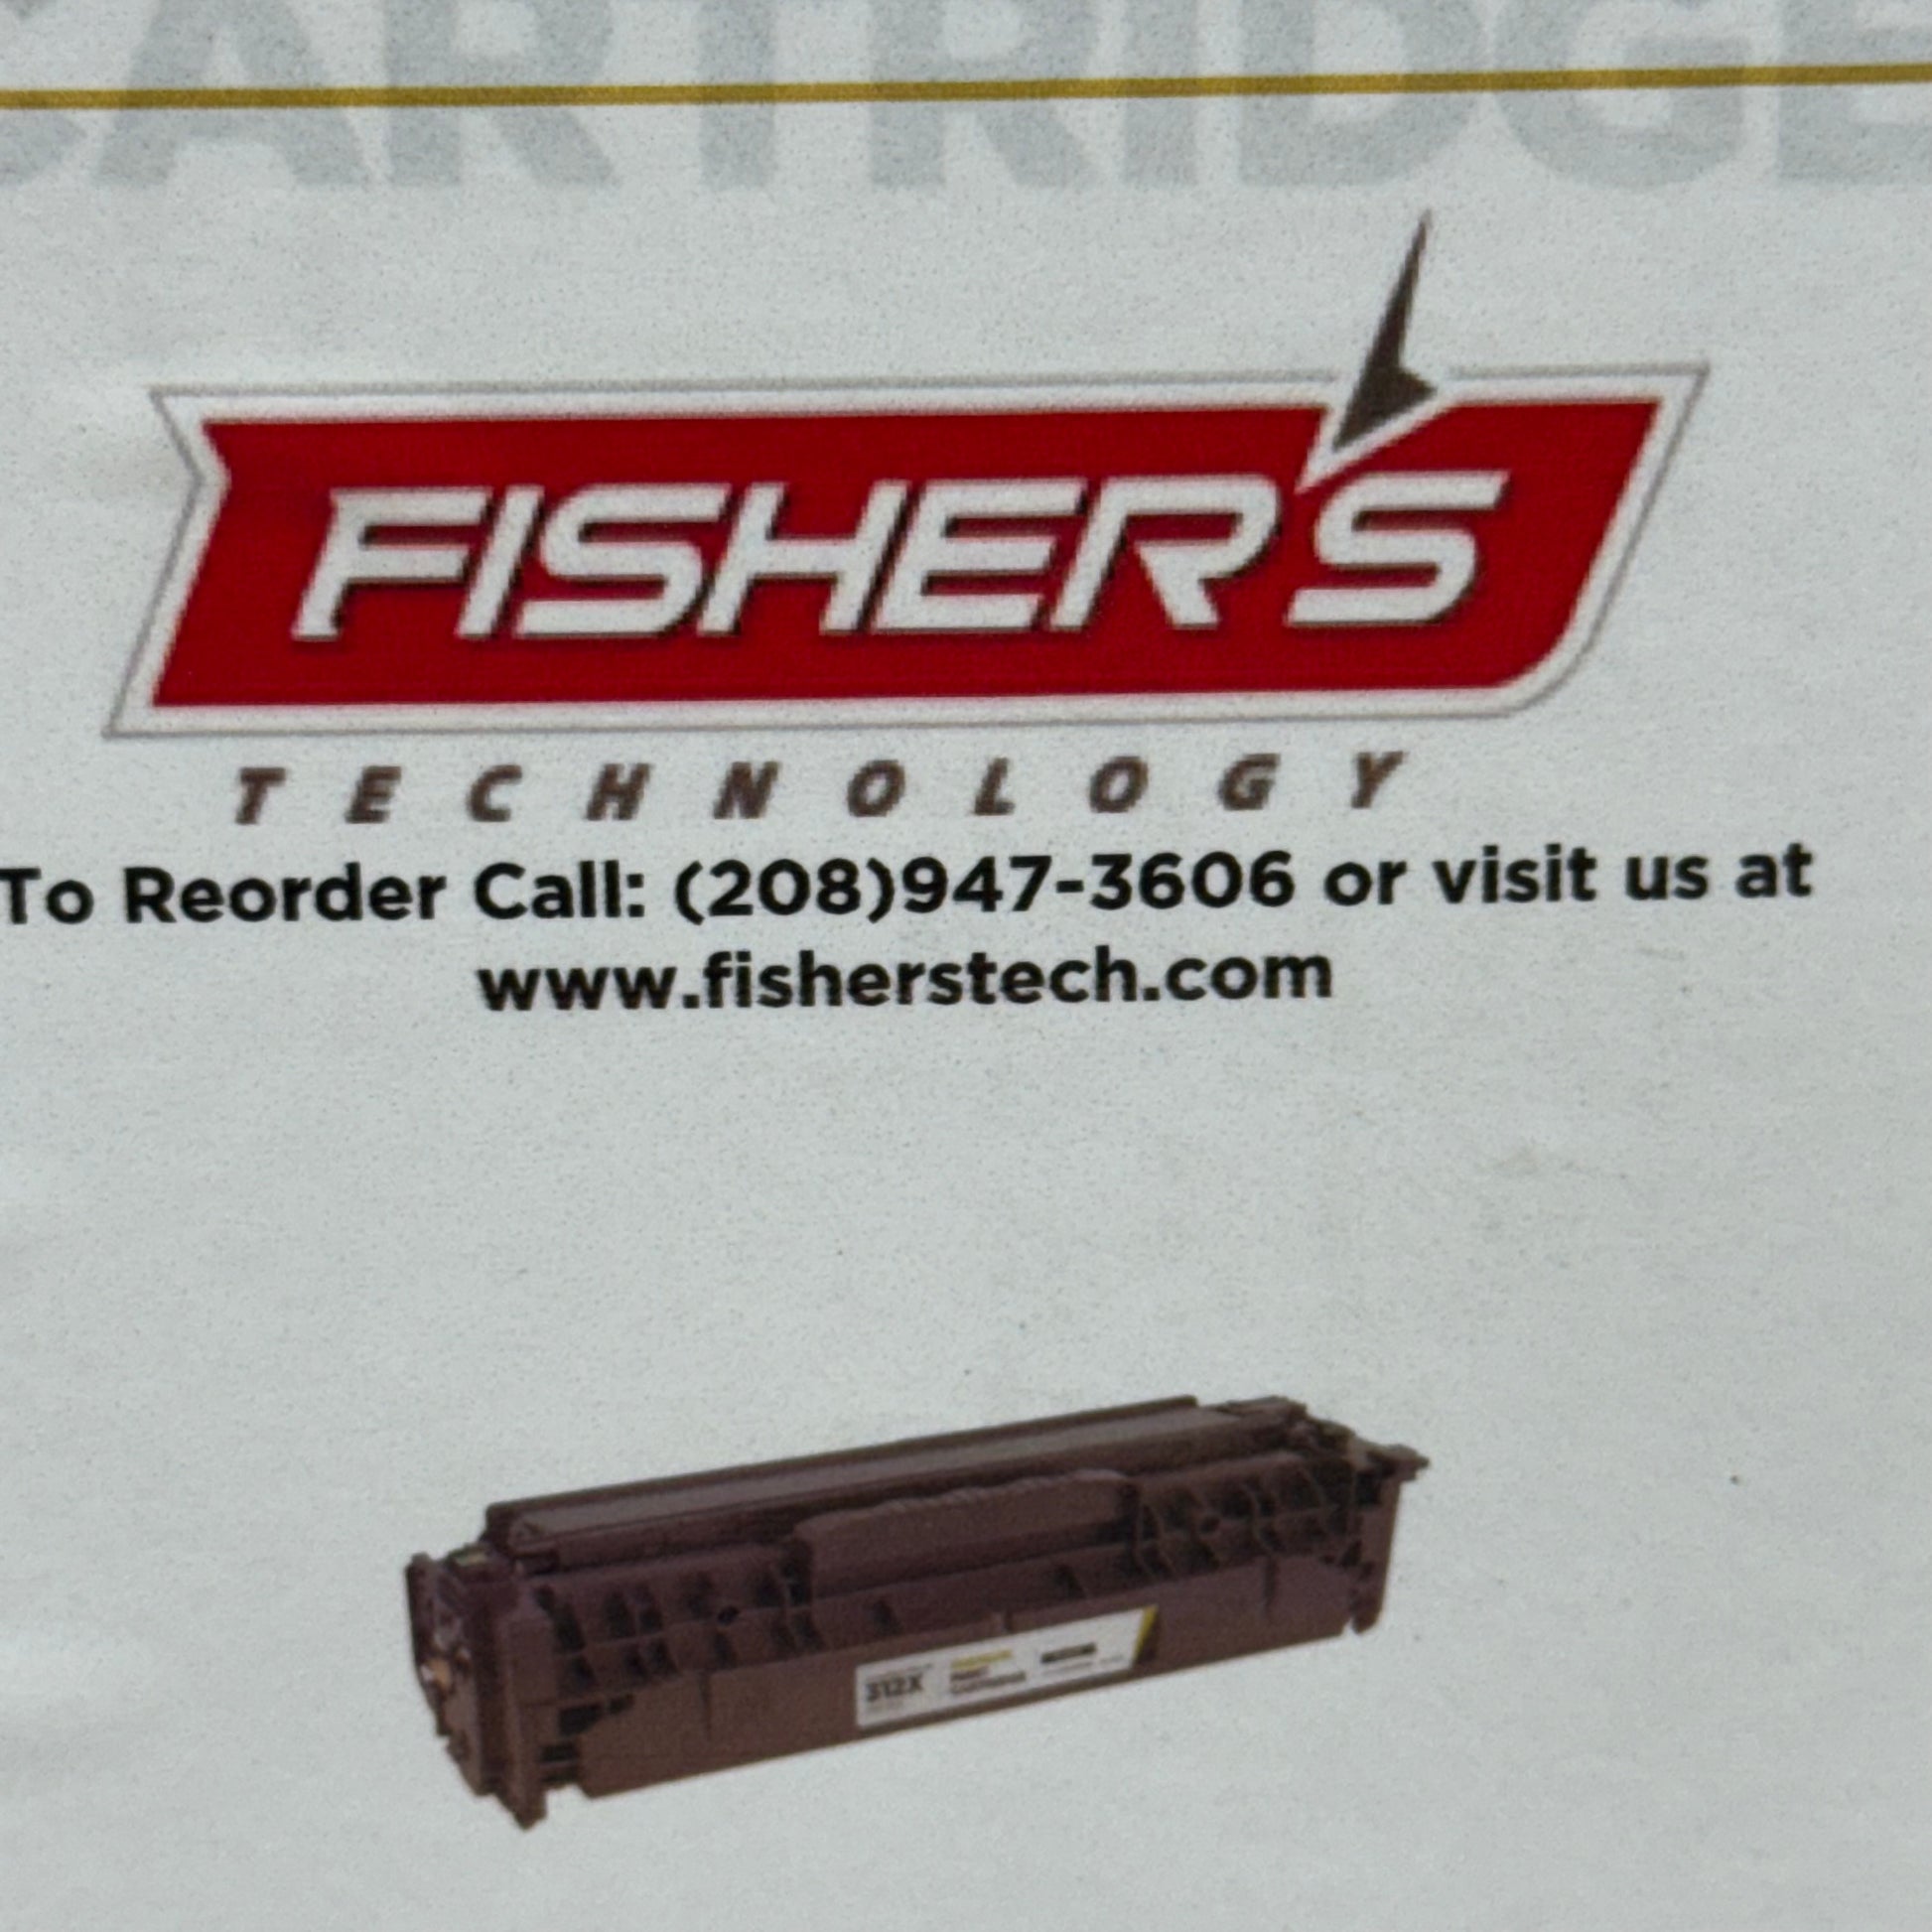 CARTRIDGE
FISHER'S
TECHNOLOGY
To Reorder Call: (208)947-3606 or visit us at
www.fisherstech.com
312X